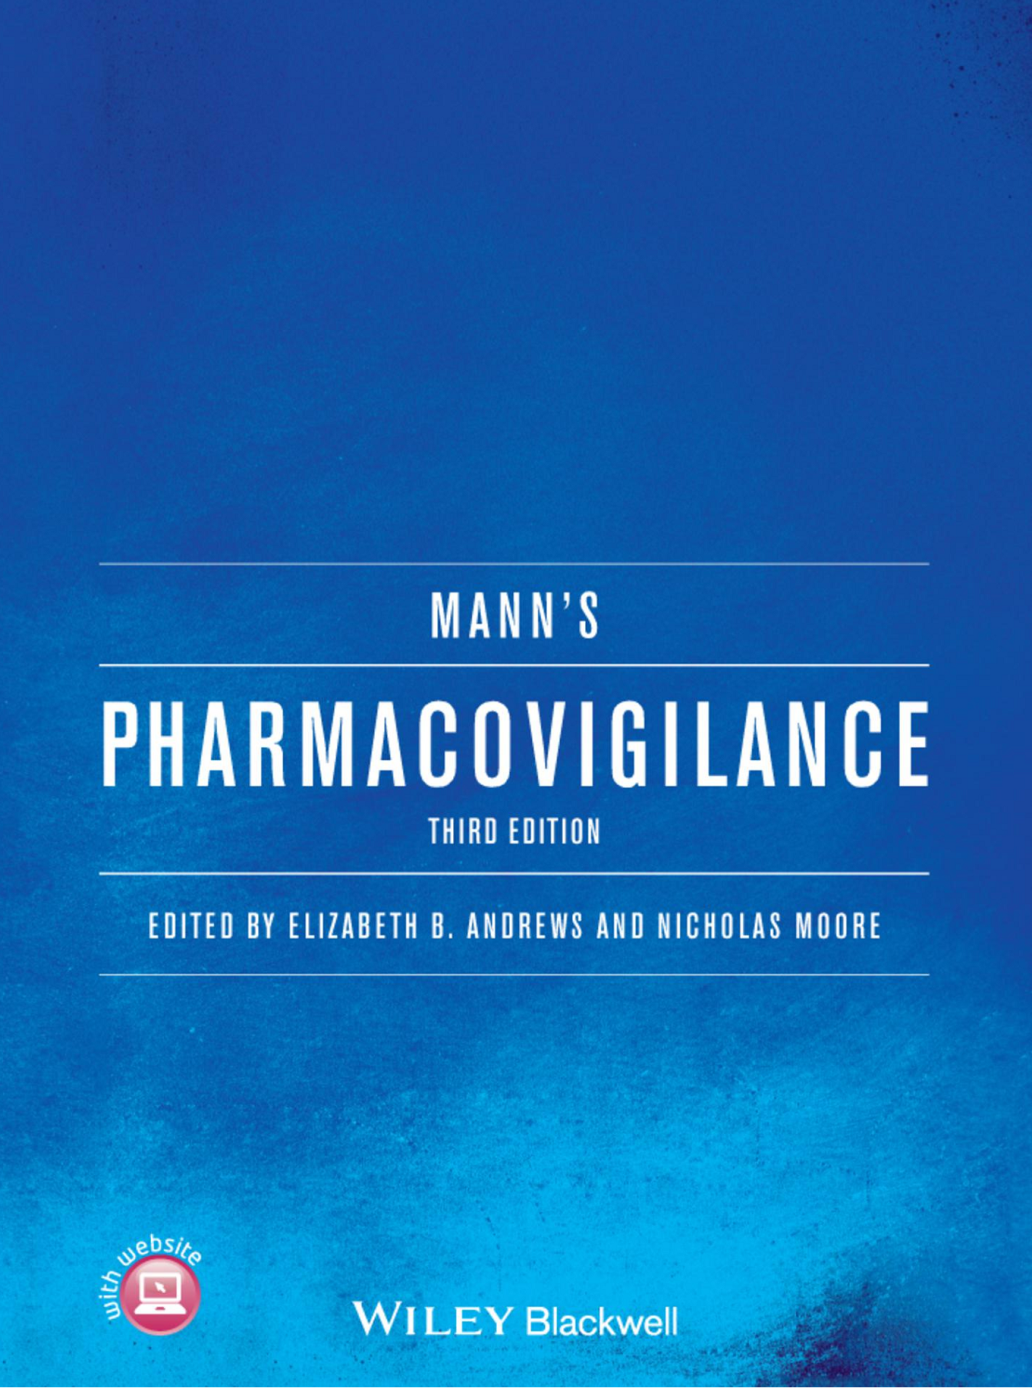 MANN’S
PHARMACOVIGILANCE
THIRD EDITION
EDITED BY ELIZABETH B. ANDREWS AND NICHOLAS MOORE
with website
WILEY Blackwell